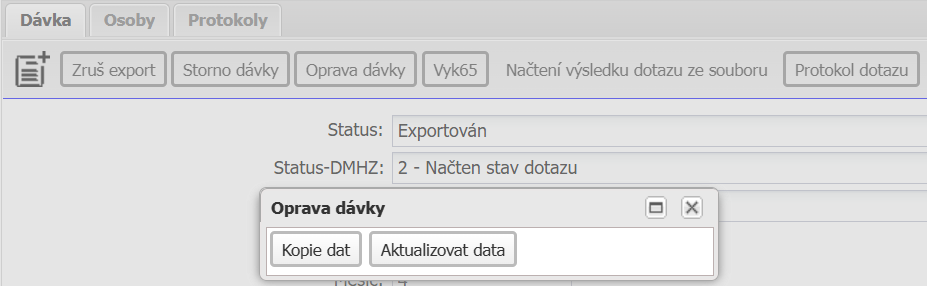 Dávka Osoby Protokoly
Zruš export Storno dávky Oprava dávky Vyk65 Načtení výsledku dotazu ze souboru Protokol dotazu
Status: Exportován
Status-DMHZ: 2 - Načten stav dotazu
Oprava dávky
Kopie dat Aktualizovat data
Měsíc: 4